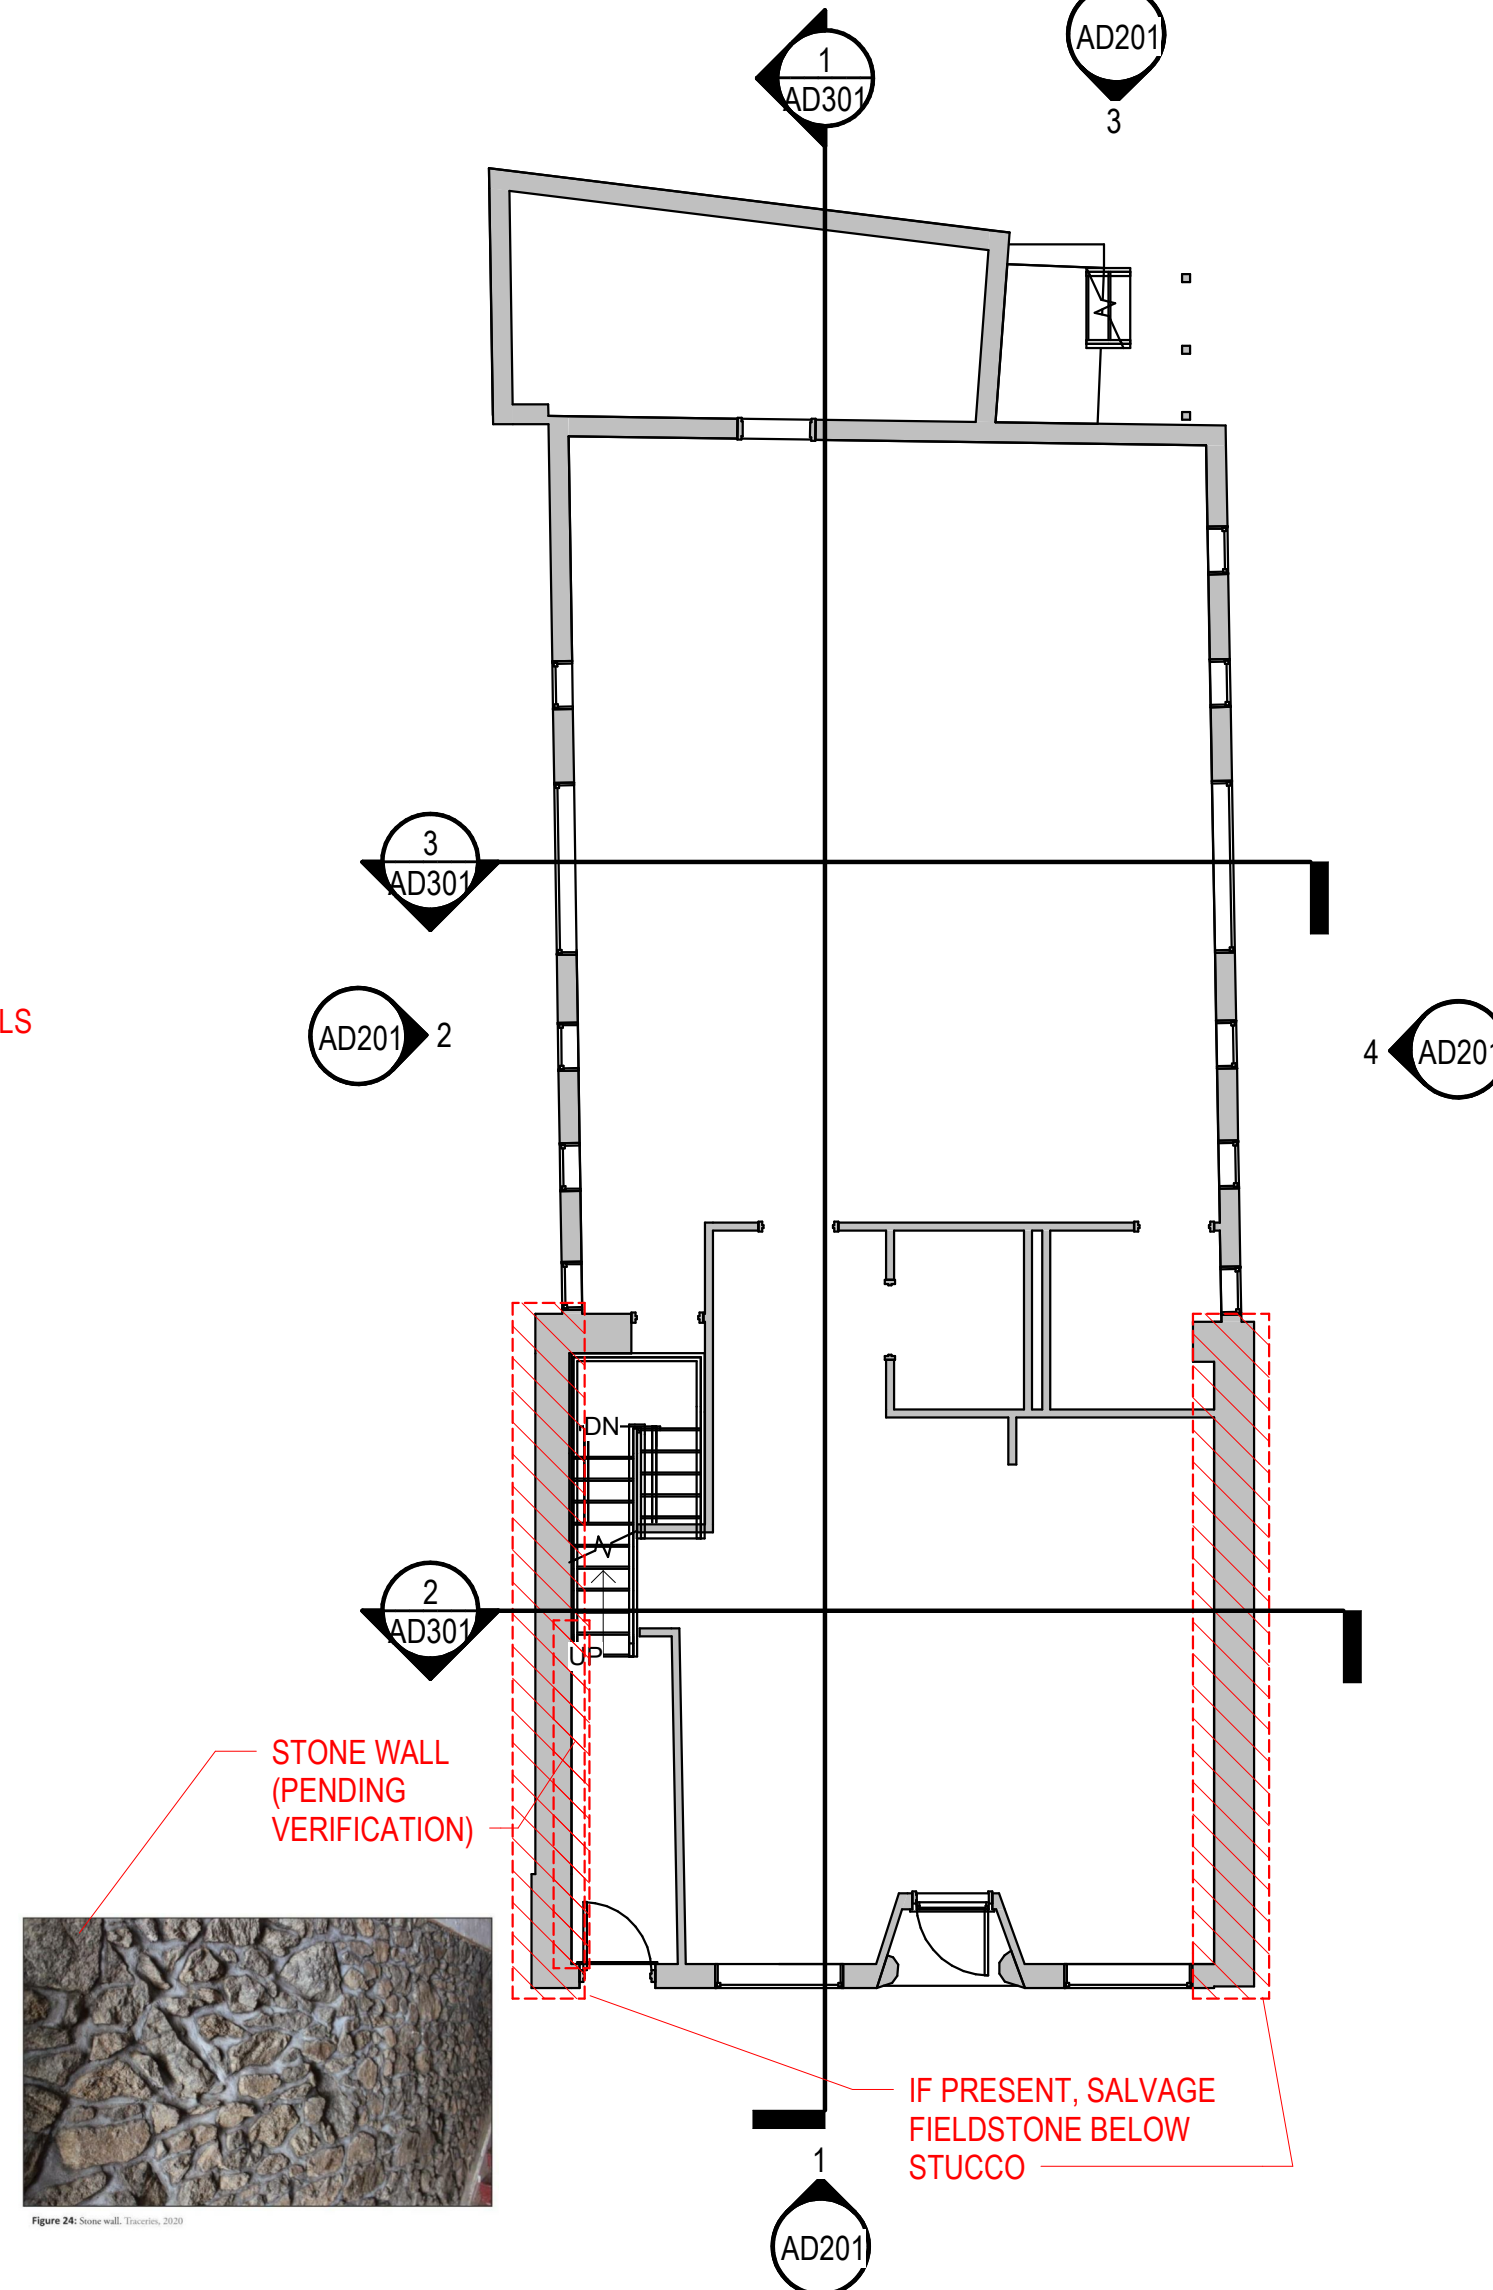 1
AD301
AD201
3
3
AD301
LS
AD201
2
4
AD201
DN
2
AD301
UP
STONE WALL
(PENDING
VERIFICATION)
IF PRESENT, SALVAGE
FIELDSTONE BELOW
STUCCO
1
AD201
Figure 24: Stone wall. Traceries, 2020